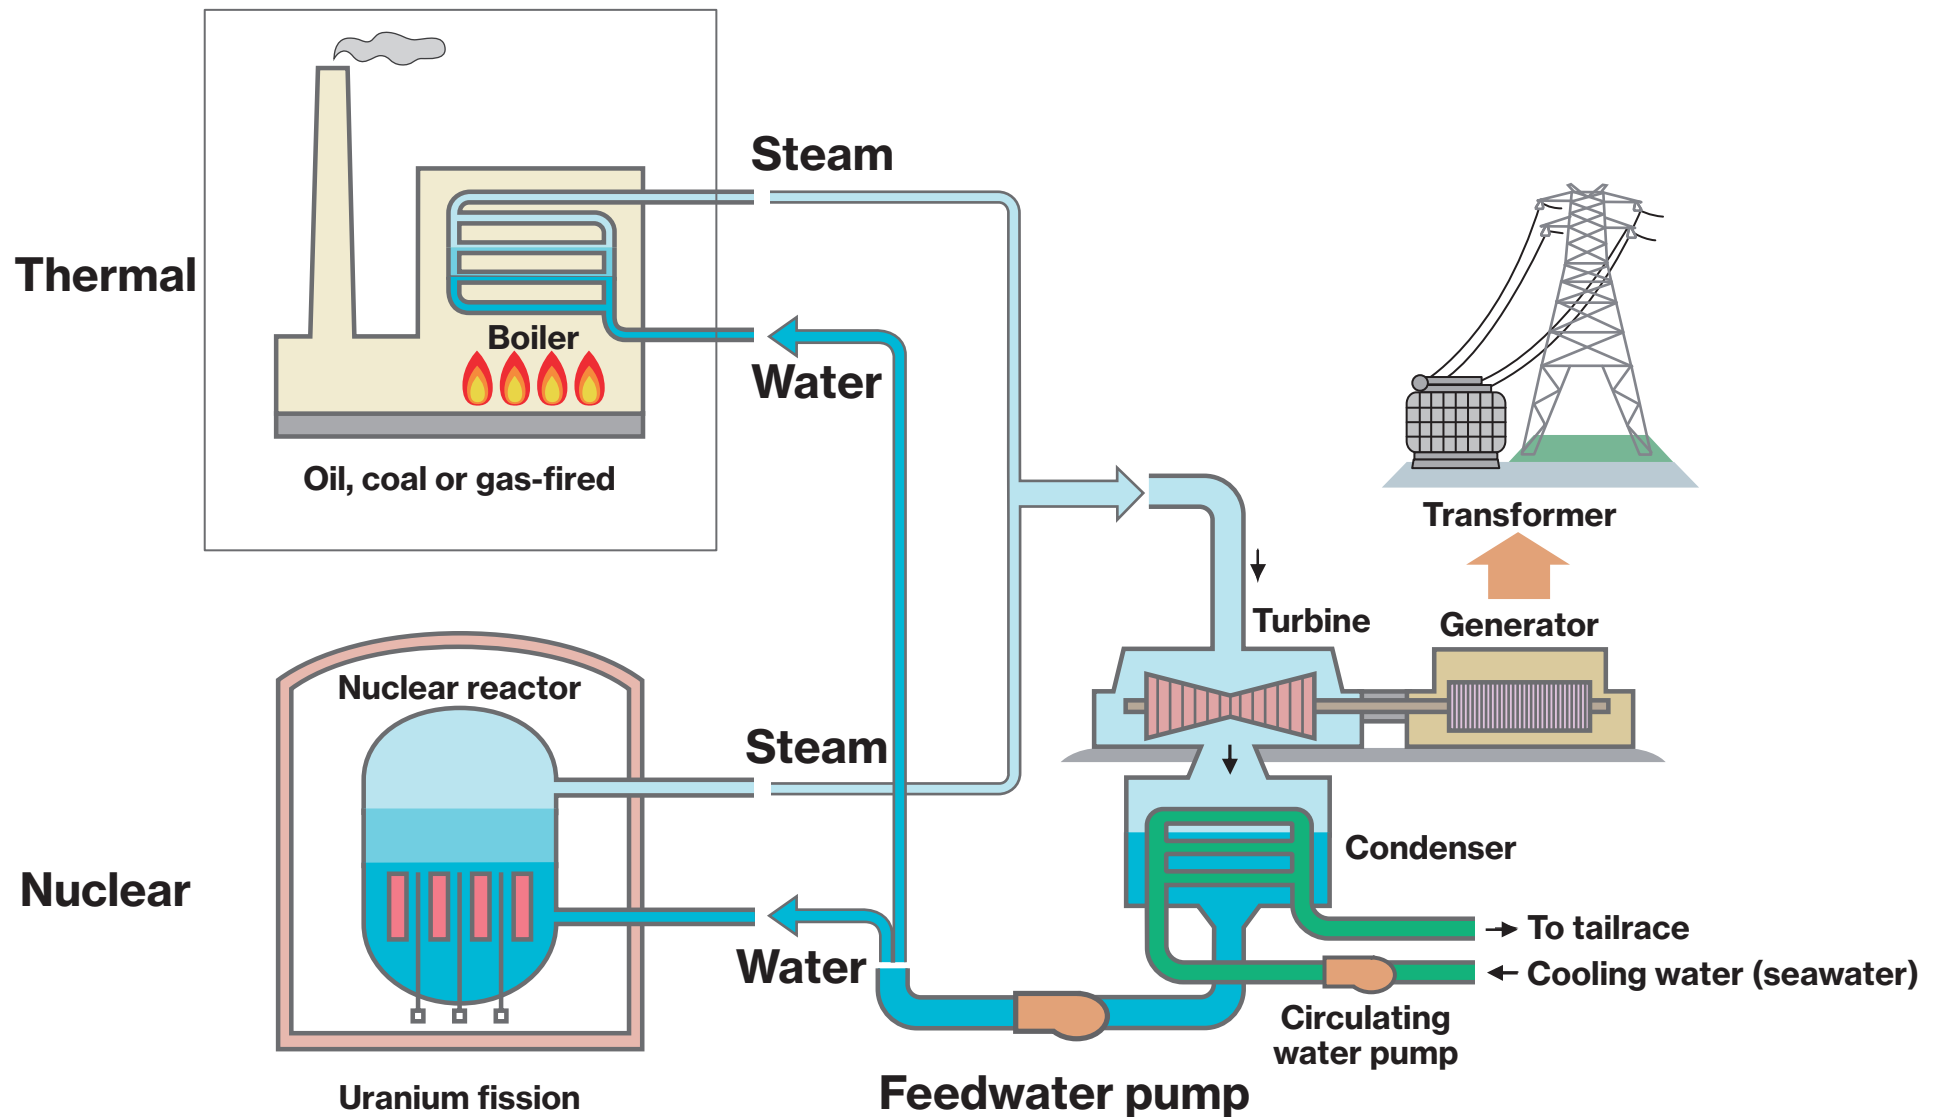 Steam
Thermal
Boiler
Water
Oil, coal or gas-fired
Transformer
Turbine
Generator
Nuclear reactor
Steam
Condenser
Nuclear
To tailrace
Water
Cooling water (seawater)
Circulating
water pump
Uranium fission
Feedwater pump